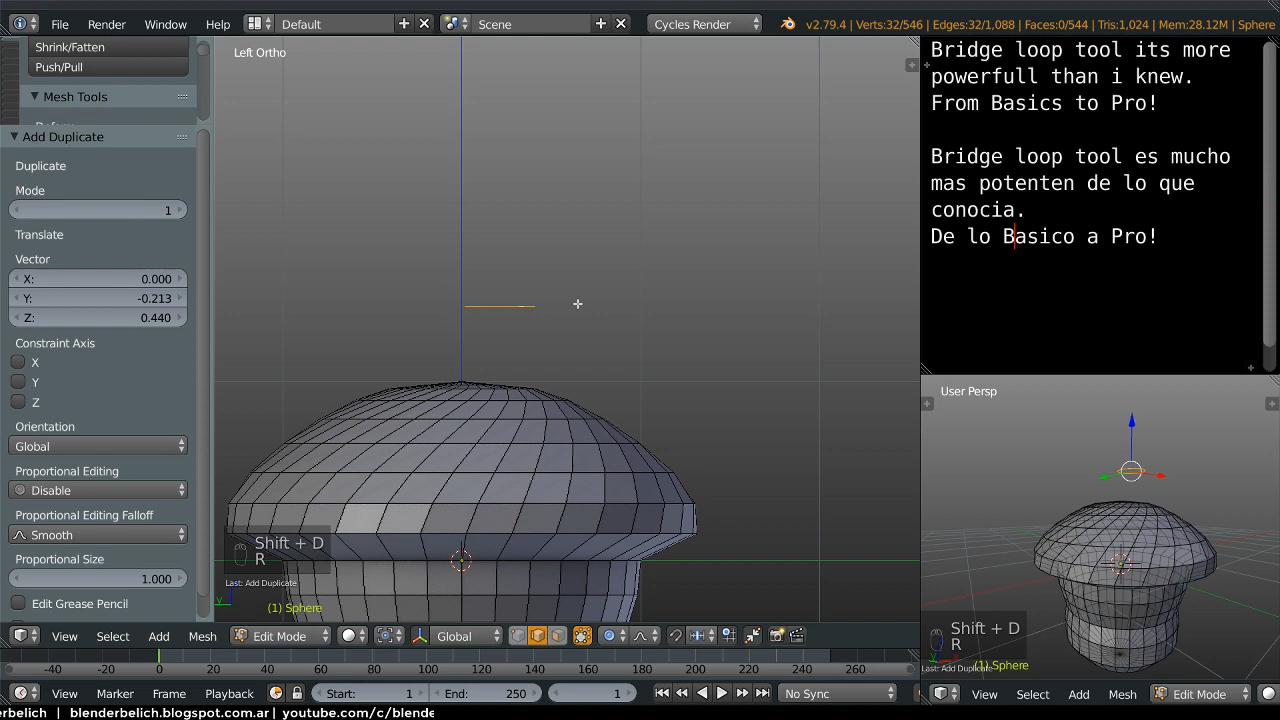 File Render Window Help Default Scene Cycles Render v2.79.4 | Verts:32/546 | Edges:32/1,088 | Faces:0/544 | Tris:1,024 | Mem:28.12M | Sphere
Shrink/Fatten
Push/Pull
Mesh Tools
Add Duplicate
Duplicate
Mode
1
Translate
Vector
X: 0.000
Y: -0.213
Z: 0.440
Constraint Axis
X
Y
Z
Orientation
Global
Proportional Editing
Disable
Proportional Editing Falloff
Smooth
Proportional Size
1.000
Edit Grease Pencil
Left Ortho
Shift + D
R
Last: Add Duplicate
y
(1) Sphere
View Select Add Mesh Edit Mode Global
Bridge loop tool its more
powerfull than i knew.
From Basics to Pro!
Bridge loop tool es mucho
mas potenten de lo que
conocia.
De lo Basico a Pro!
User Persp
Shift + D
R
Last: Add Duplicate
(1) Sphere
View Select Add Mesh Edit Mode
-40 -20 0 20 40 60 80 100 120 140 160 180 200 220 240 260
View Marker Frame Playback Start: 1 End: 250 1 No Sync
erbelich | blenderbelich.blogspot.com.ar | youtube.com/c/blende